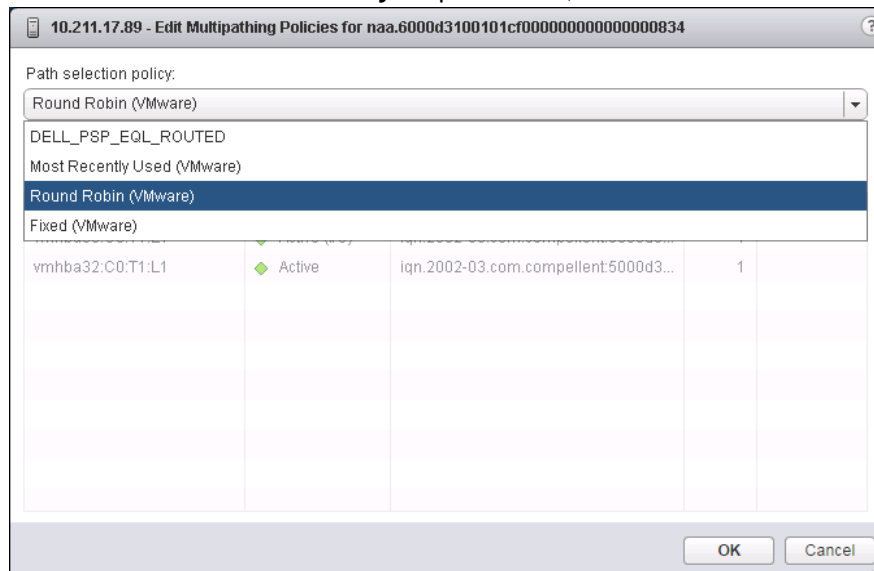 10.211.17.89 - Edit Multipathing Policies for naa.6000d3100101cf000000000000000834
?
Path selection policy:
Round Robin (VMware)
DELL_PSP_EQL_ROUTED
Most Recently Used (VMware)
Round Robin (VMware)
Fixed (VMware)
vmhba32:C0:T1:L1 Active iqn.2002-03.com.compellent:5000d3... 1
OK Cancel